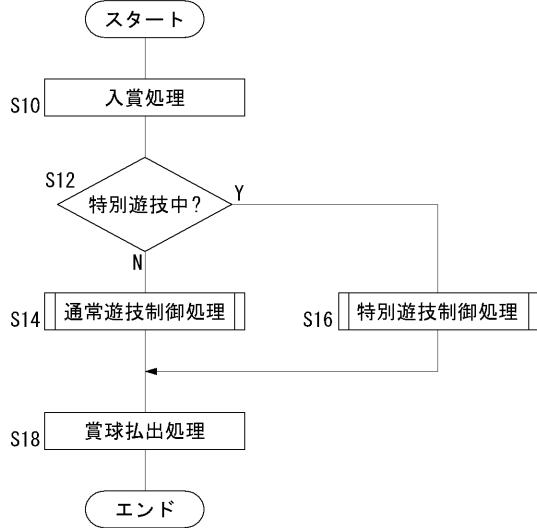 スタート
S10
入賞処理
S12
特別遊技中?
Y
N
S14
通常遊技制御処理
S16
特別遊技制御処理
S18
賞球払出処理
エンド